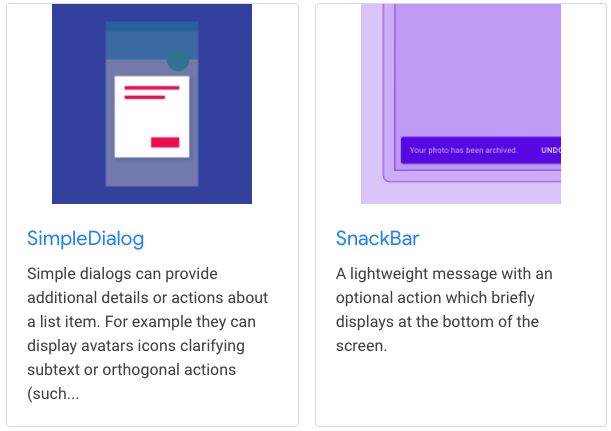 Your photo has been archived.
SimpleDialog
Simple dialogs can provide
additional details or actions about
a list item. For example they can
display avatars icons clarifying
subtext or orthogonal actions
(such...
SnackBar
A lightweight message with an
optional action which briefly
displays at the bottom of the
screen.